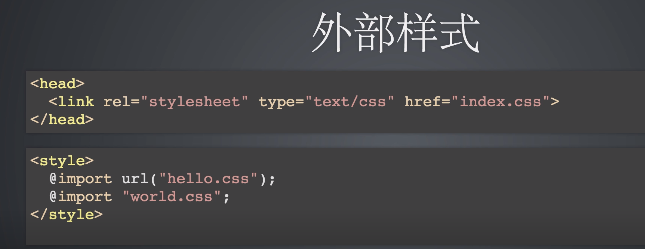 外部样式
<head>
<link rel="stylesheet" type="text/css" href="index.css">
</head>
<style>
@import url("hello.css");
@import "world.css";
</style>